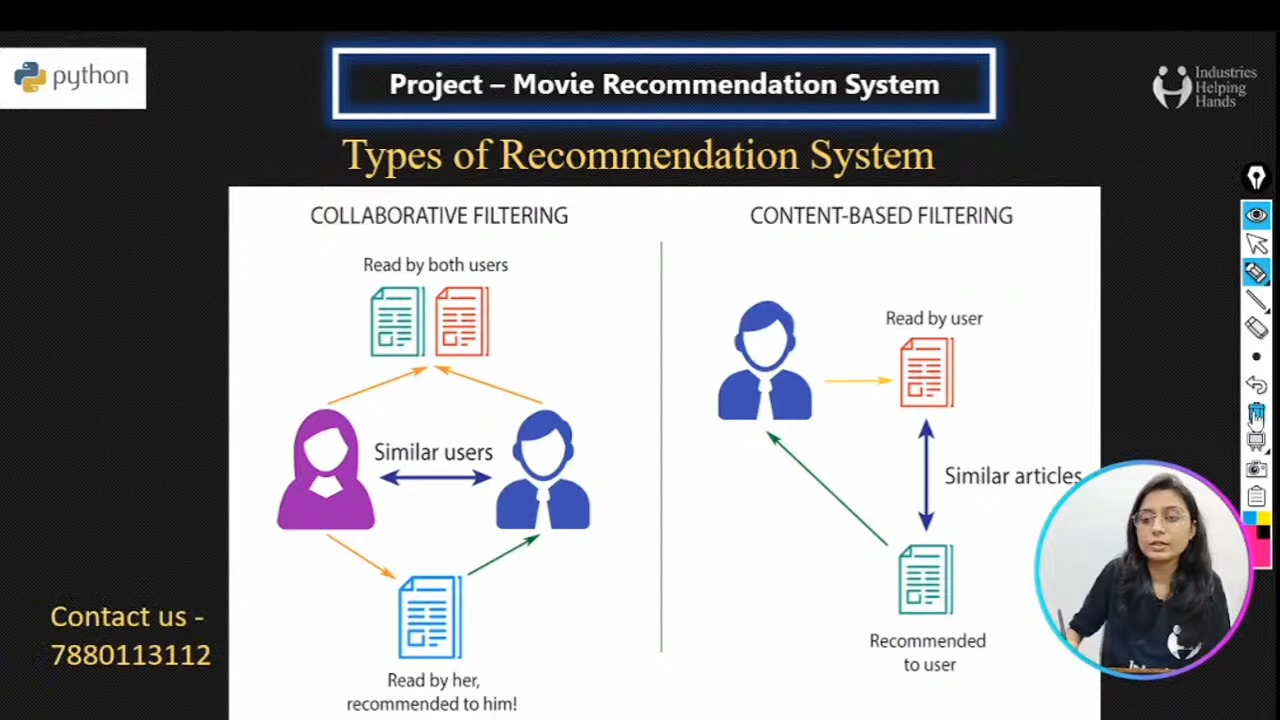 python
Project – Movie Recommendation System
Industries
Helping
Hands
Types of Recommendation System
COLLABORATIVE FILTERING
Read by both users
Similar users
Read by her,
recommended to him!
CONTENT-BASED FILTERING
Read by user
Similar articles
Recommended
to user
Contact us -
7880113112